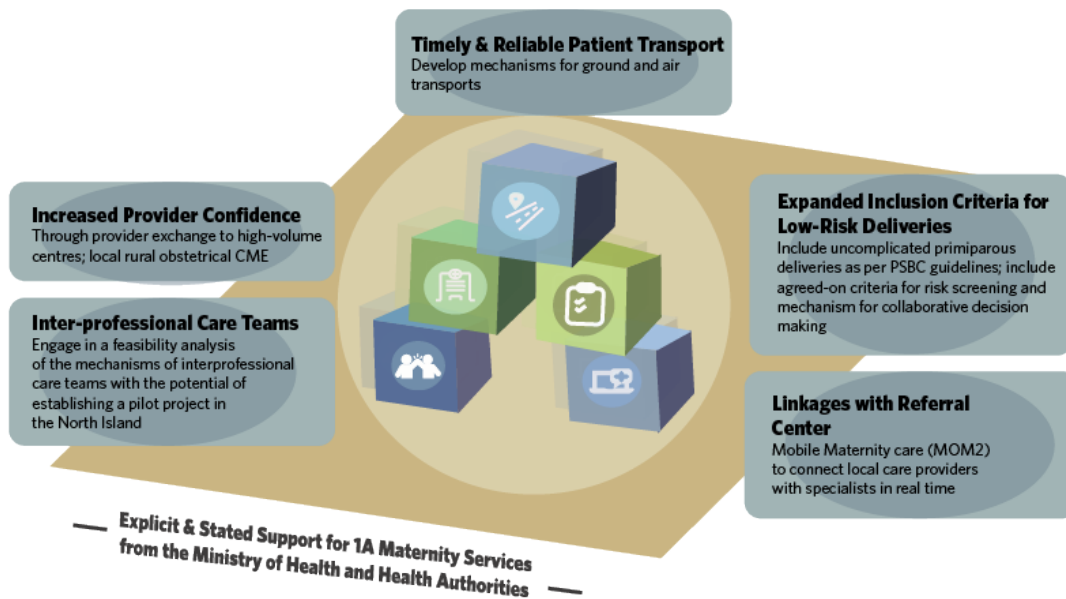 Timely & Reliable Patient Transport
Develop mechanisms for ground and air
transports
Increased Provider Confidence
Through provider exchange to high-volume
centres; local rural obstetrical CME
Inter-professional Care Teams
Engage in a feasibility analysis
of the mechanisms of interprofessional
care teams with the potential of
establishing a pilot project in
the North Island
Expanded Inclusion Criteria for
Low-Risk Deliveries
Include uncomplicated primiparous
deliveries as per PSBC guidelines; include
agreed-on criteria for risk screening and
mechanism for collaborative decision
making
Linkages with Referral
Center
Mobile Maternity care (MOM2)
to connect local care providers
with specialists in real time
Explicit & Stated Support for 1A Maternity Services
from the Ministry of Health and Health Authorities